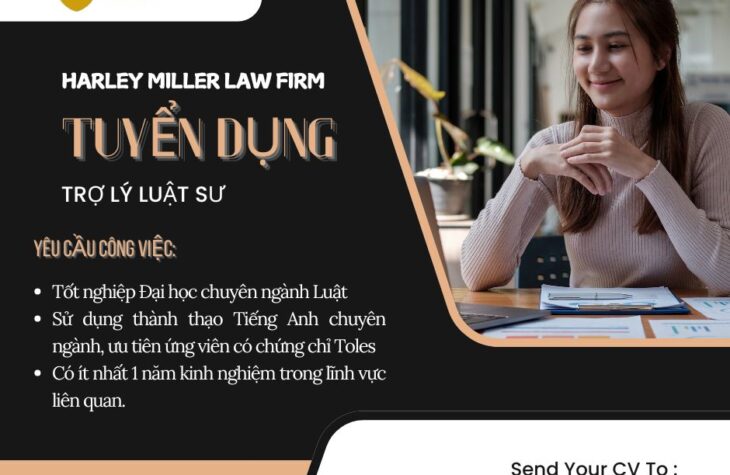 HARLEY MILLER LAW FIRM
TUYỂN DỤNG
TRỢ LÝ LUẬT SƯ
YÊU CẦU CÔNG VIỆC:
• Tốt nghiệp Đại học chuyên ngành Luật
• Sử dụng thành thạo Tiếng Anh chuyên
ngành, ưu tiên ứng viên có chứng chỉ Toles
• Có ít nhất 1 năm kinh nghiệm trong lĩnh vực
liên quan.
Send Your CV To :